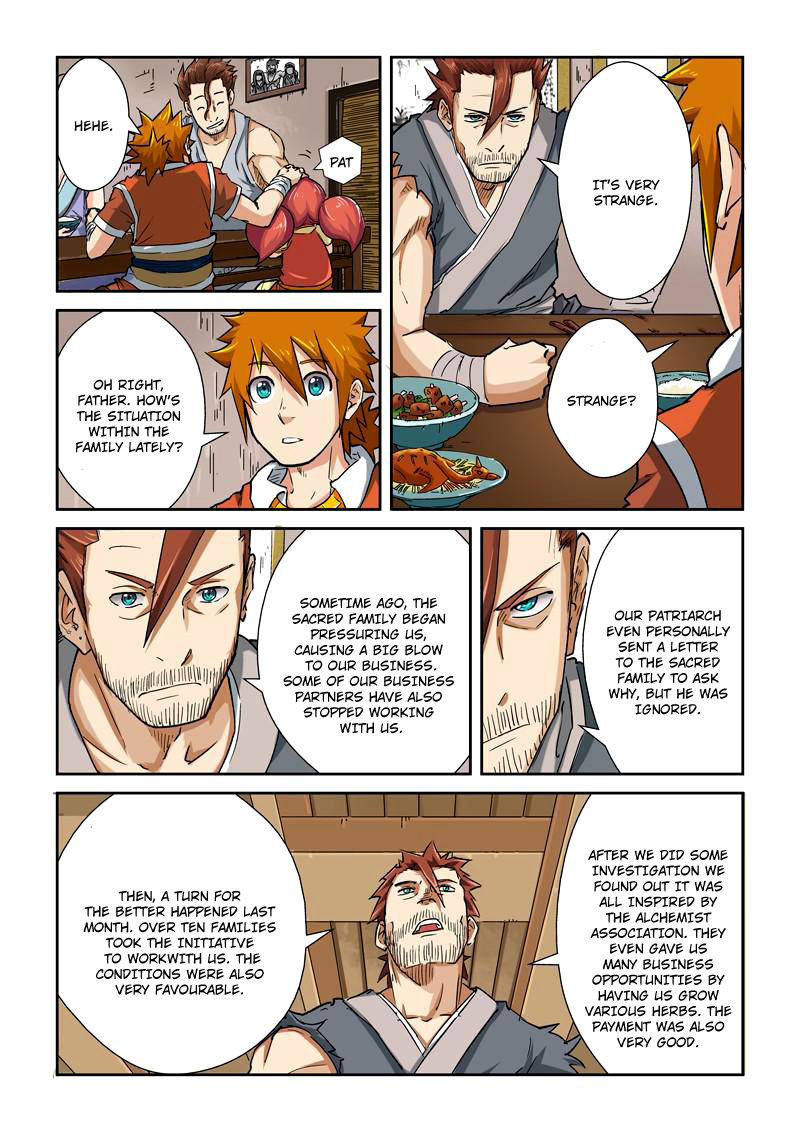 HEHE.
PAT
OH RIGHT,
FATHER. HOW'S
THE SITUATION
WITHIN THE
FAMILY LATELY?
IT'S VERY
STRANGE.
STRANGE?
SOMETIME AGO, THE
SACRED FAMILY BEGAN
PRESSURING US,
CAUSING A BIG BLOW
TO OUR BUSINESS.
SOME OF OUR BUSINESS
PARTNERS HAVE ALSO
STOPPED WORKING
WITH US.
OUR PATRIARCH
EVEN PERSONALLY
SENT A LETTER
TO THE SACRED
FAMILY TO ASK
WHY, BUT HE WAS
IGNORED.
THEN, A TURN FOR
THE BETTER HAPPENED LAST
MONTH. OVER TEN FAMILIES
TOOK THE INITIATIVE
TO WORKWITH US. THE
CONDITIONS WERE ALSO
VERY FAVOURABLE.
AFTER WE DID SOME
INVESTIGATION WE
FOUND OUT IT WAS
ALL INSPIRED BY
THE ALCHEMIST
ASSOCIATION. THEY
EVEN GAVE US
MANY BUSINESS
OPPORTUNITIES BY
HAVING US GROW
VARIOUS HERBS. THE
PAYMENT WAS ALSO
VERY GOOD.